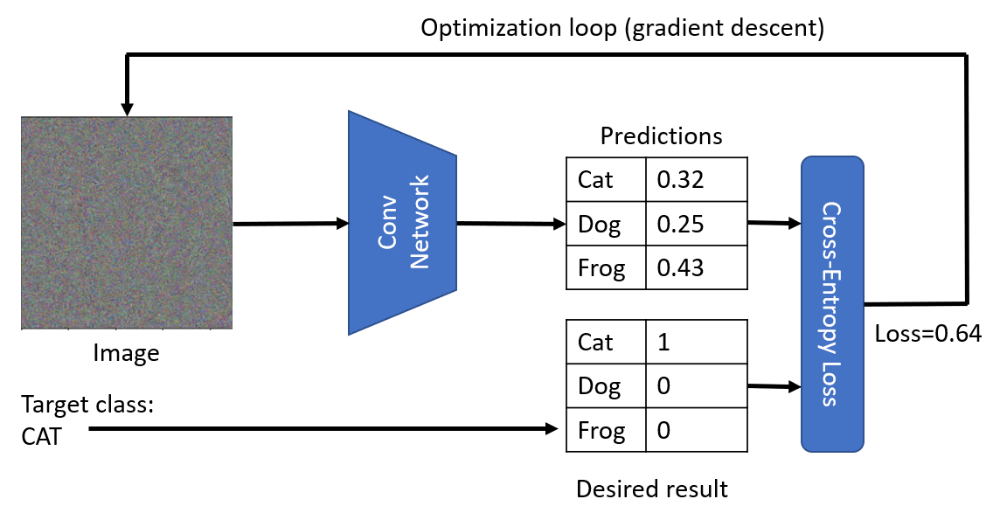 Optimization loop (gradient descent)
Predictions
Cat 0.32
Dog 0.25
Frog 0.43
Conv
Network
Cross-Entropy Loss
Loss=0.64
Image
Cat 1
Dog 0
Frog 0
Target class:
CAT
Desired result